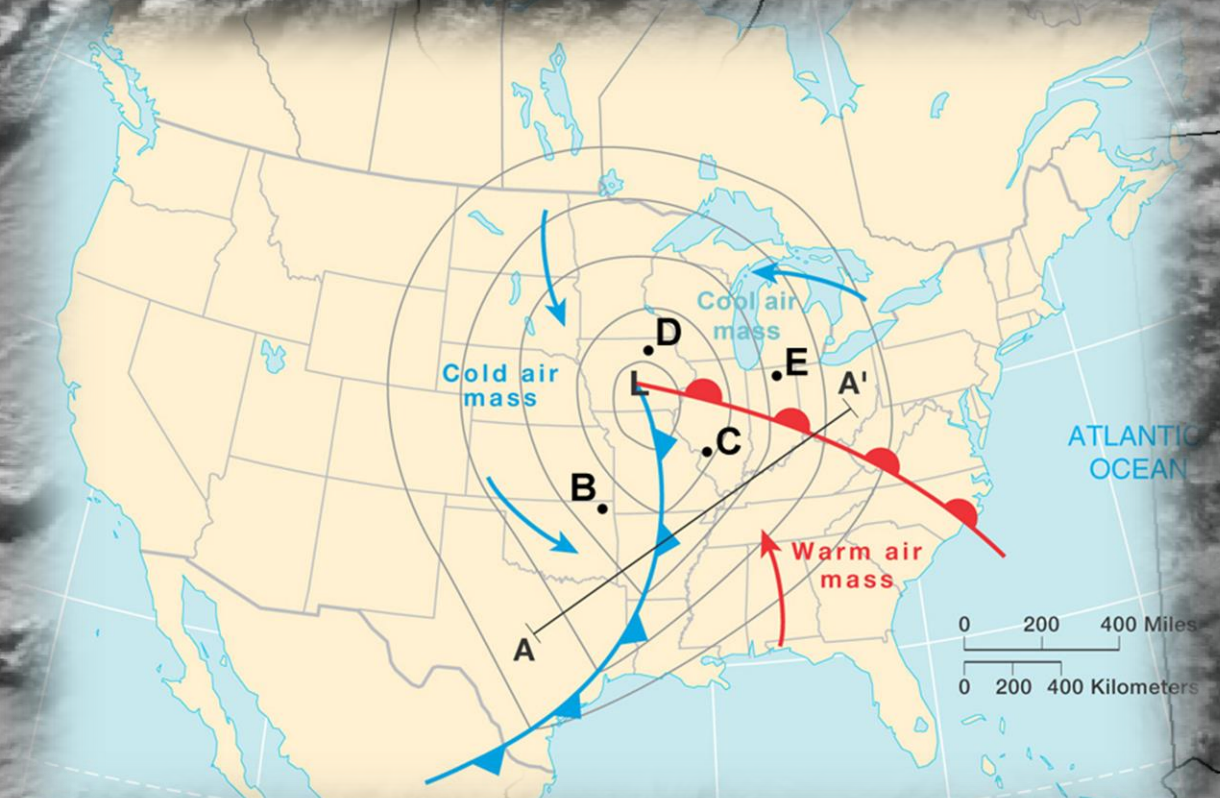 Cool air
mass
D
E
L
A'
Cold air
mass
C
B
ATLANTIC
OCEAN
Warm air
mass
A
0 200 400 Miles
0 200 400 Kilometers